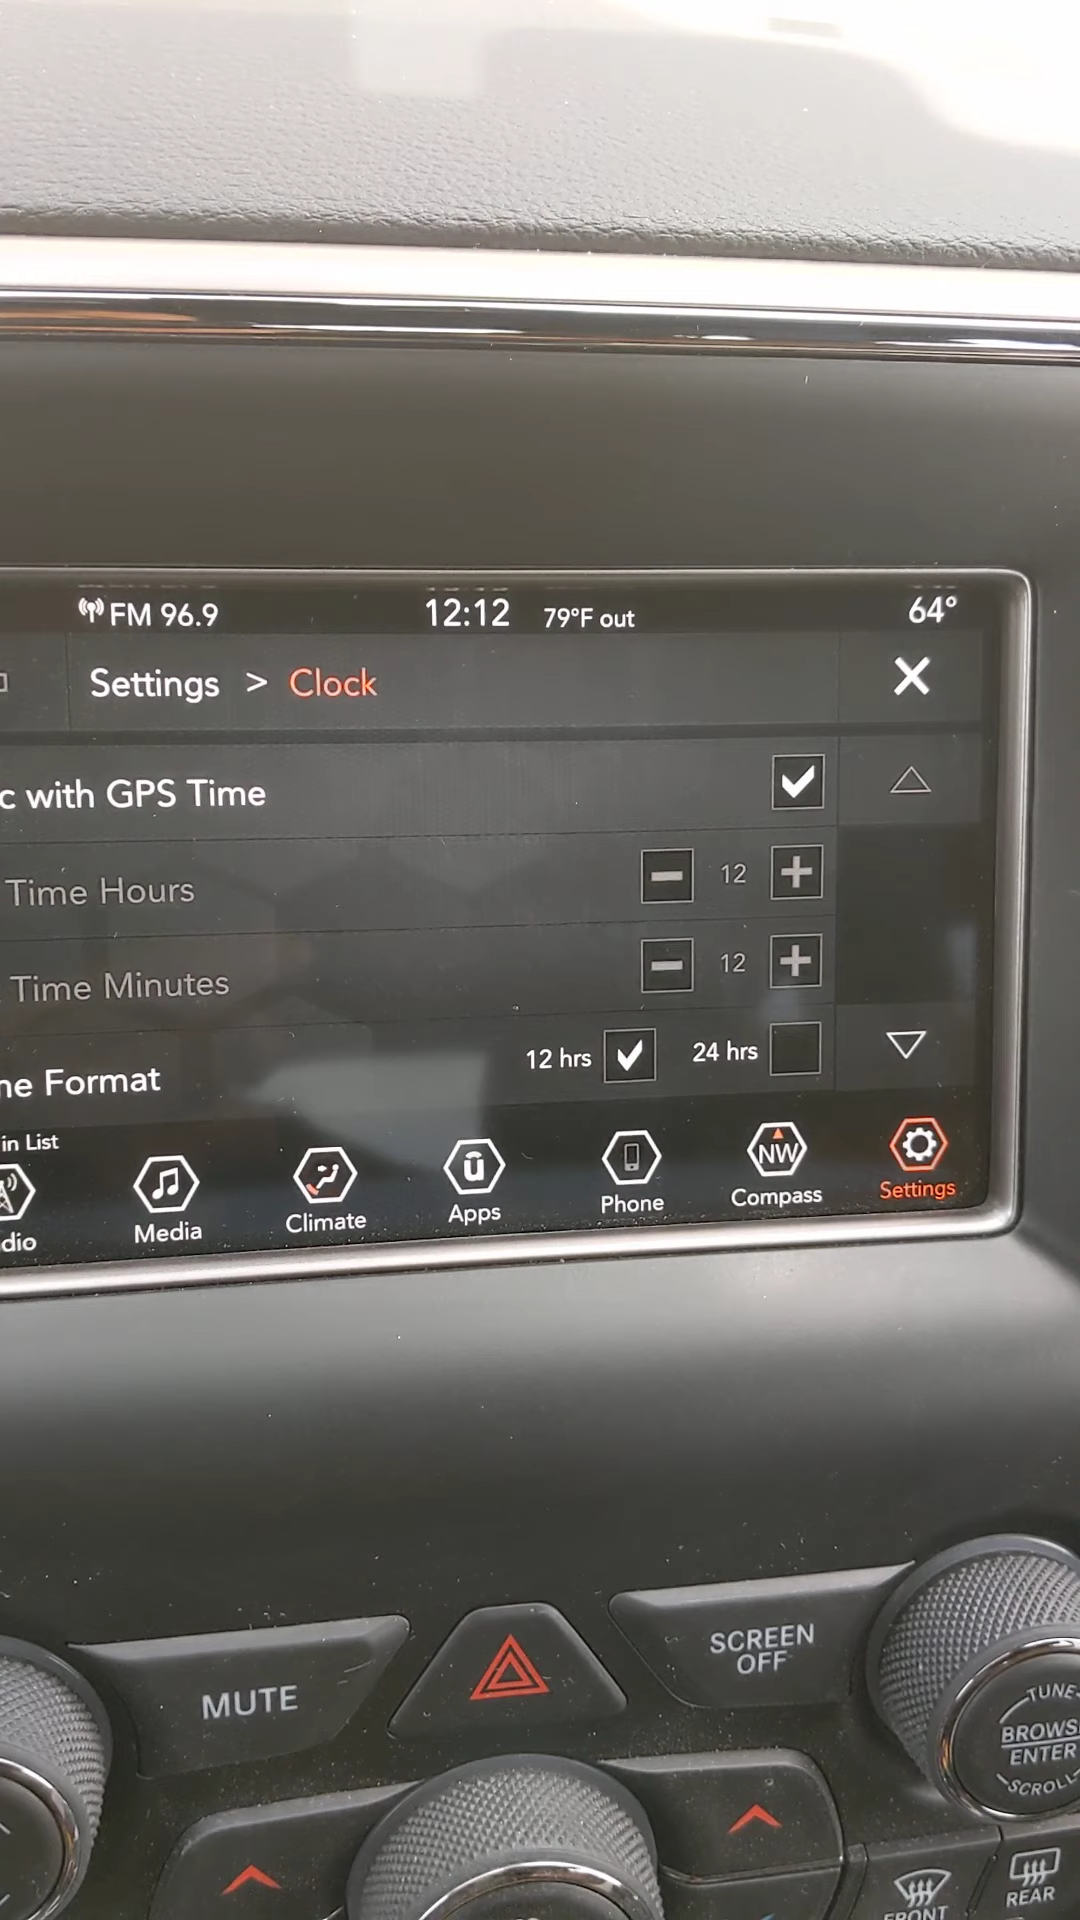 FM 96.9 12:12 79°F out 64°
Settings > Clock
c with GPS Time
Time Hours 12
Time Minutes 12
me Format 12 hrs 24 hrs
in List
dio Media Climate Apps Phone NW Compass Settings
MUTE
SCREEN
OFF
TUNE
BROWS
ENTER
SCROLL
FRONT
REAR